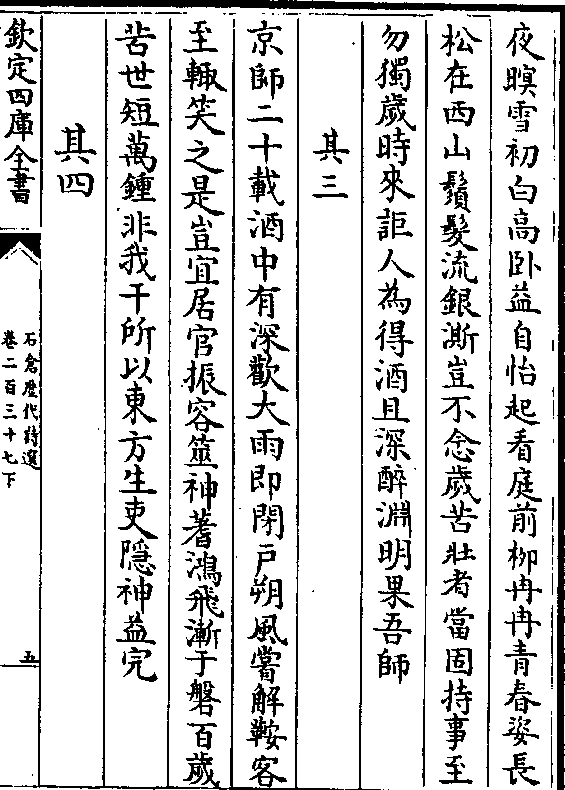 夜暝雪初白高卧益自怡起看庭前柳冉冉青春姿長
松在西山鬚髮流銀澌豈不念歲苦壯者當固持事至
勿獨歲時來詎人為得酒且深醉淵明果吾師
其三
京師二十載酒中有深歡大雨即閉戸朔風嘗解鞍客
至輒笑之是豈宜居官振容筮神蓍鴻飛漸于磐百歲
苦世短萬鍾非我干所以東方生吏隱神益完
其四
欽定四庫全書
石倉歷代詩選
卷二百三十七下
五